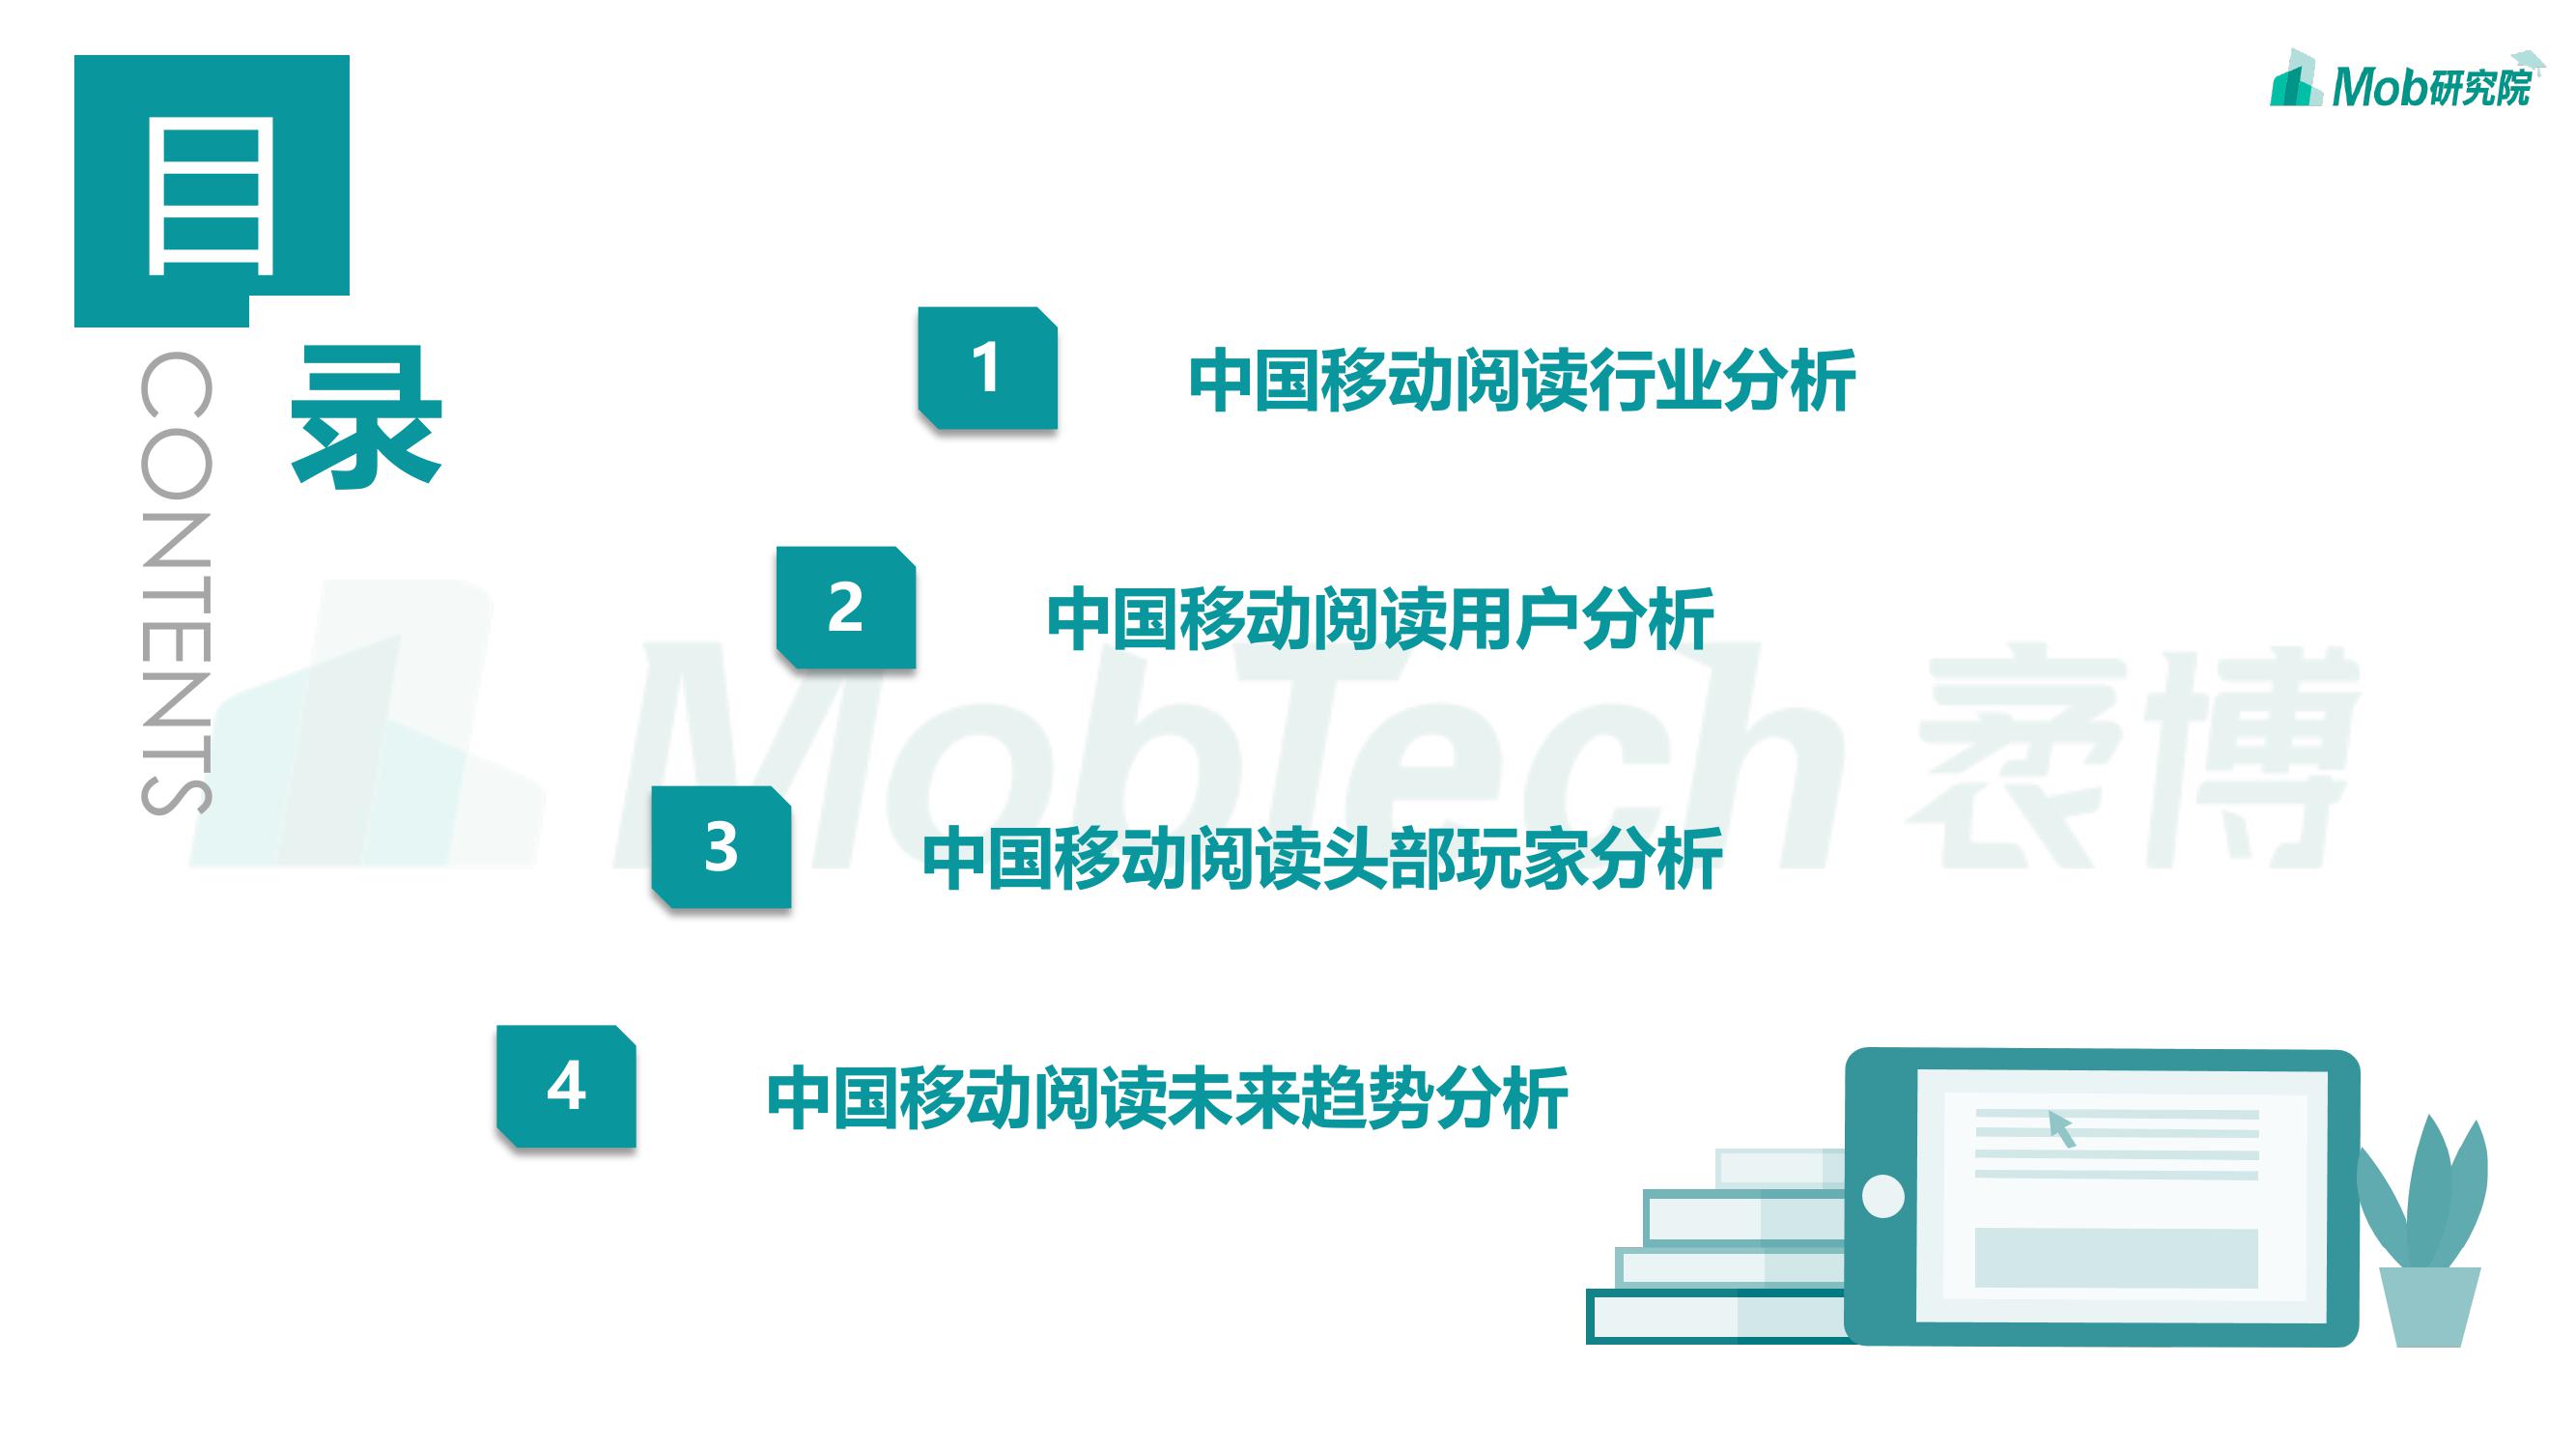 目
录
CONTENTS
Mob研究院
1
中国移动阅读行业分析
2
中国移动阅读用户分析
MobTech 袤博
3
中国移动阅读头部玩家分析
4
中国移动阅读未来趋势分析